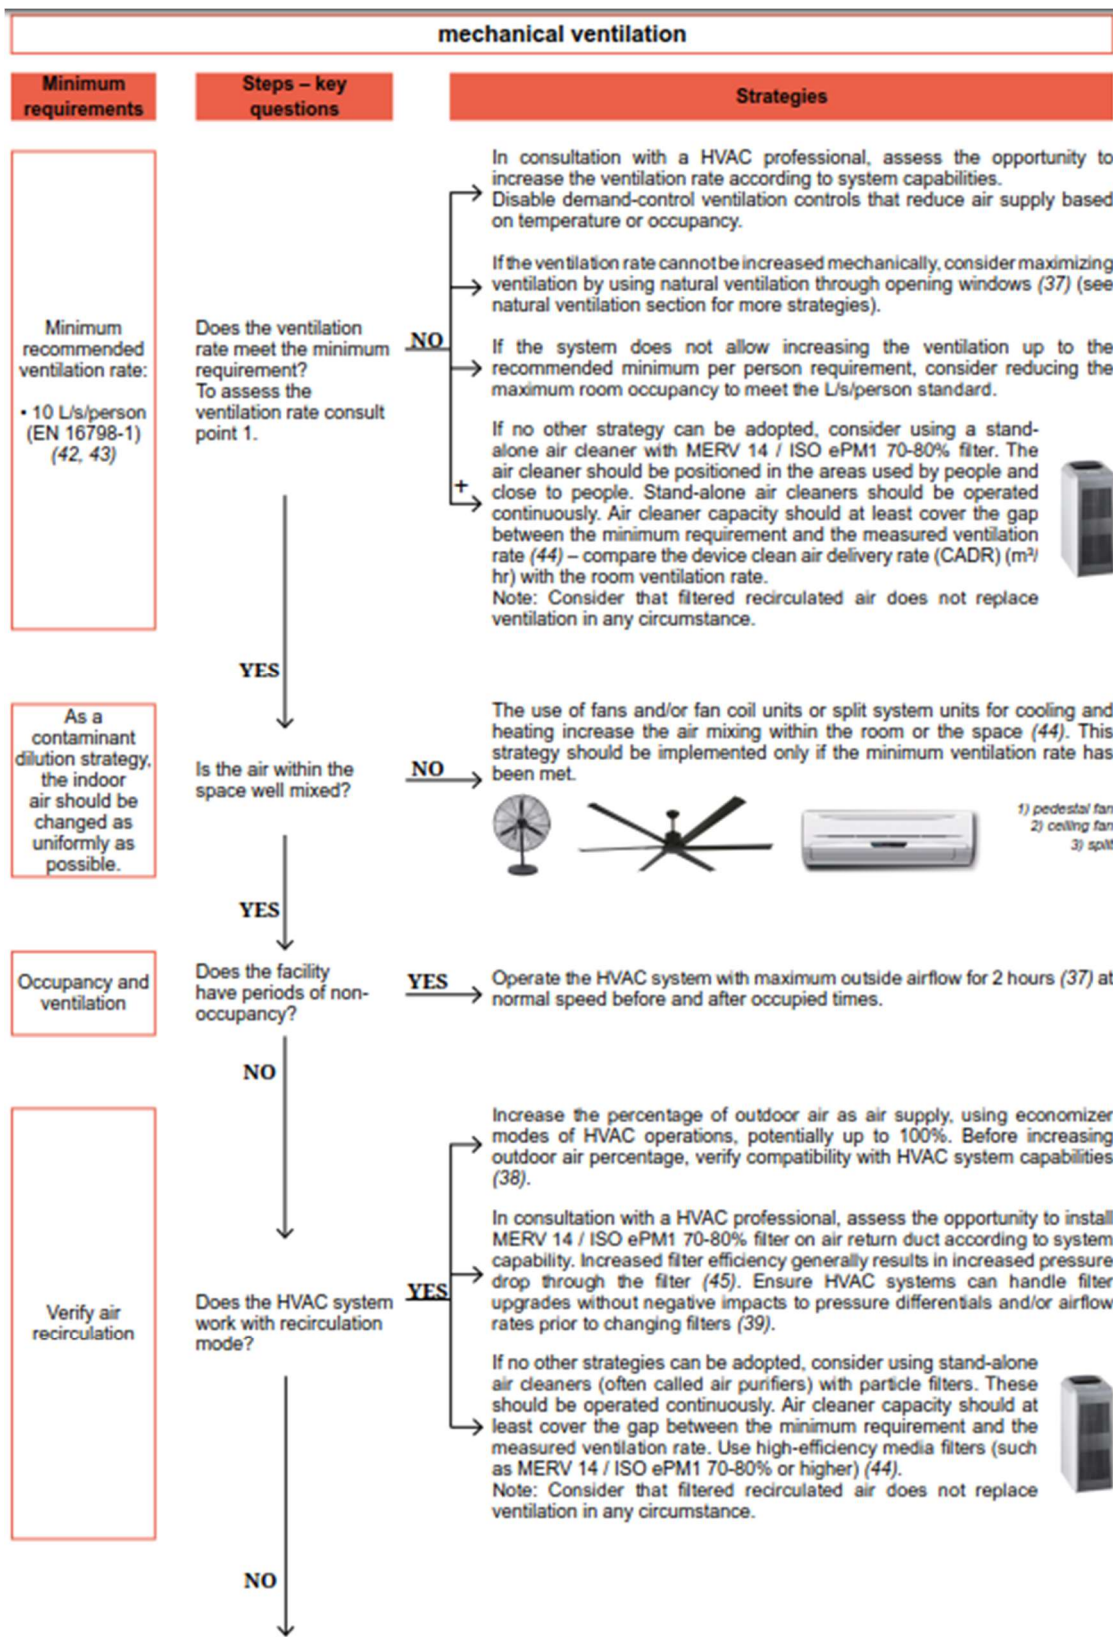 mechanical ventilation
Minimum
requirements
Steps – key
questions
Strategies
Minimum
recommended
ventilation rate:
• 10 L/s/person
(EN 16798-1)
(42, 43)
Does the ventilation
rate meet the minimum
requirement?
To assess the
ventilation rate consult
point 1.
NO
In consultation with a HVAC professional, assess the opportunity to
increase the ventilation rate according to system capabilities.
Disable demand-control ventilation controls that reduce air supply based
on temperature or occupancy.
If the ventilation rate cannot be increased mechanically, consider maximizing
ventilation by using natural ventilation through opening windows (37) (see
natural ventilation section for more strategies).
If the system does not allow increasing the ventilation up to the
recommended minimum per person requirement, consider reducing the
maximum room occupancy to meet the L/s/person standard.
+
If no other strategy can be adopted, consider using a stand-
alone air cleaner with MERV 14 / ISO ePM1 70-80% filter. The
air cleaner should be positioned in the areas used by people and
close to people. Stand-alone air cleaners should be operated
continuously. Air cleaner capacity should at least cover the gap
between the minimum requirement and the measured ventilation
rate (44) – compare the device clean air delivery rate (CADR) (m³/
hr) with the room ventilation rate.
Note: Consider that filtered recirculated air does not replace
ventilation in any circumstance.
YES
As a
contaminant
dilution strategy,
the indoor
air should be
changed as
uniformly as
possible.
Is the air within the
space well mixed?
NO
The use of fans and/or fan coil units or split system units for cooling and
heating increase the air mixing within the room or the space (44). This
strategy should be implemented only if the minimum ventilation rate has
been met.
1) pedestal fan
2) ceiling fan
3) split
YES
Occupancy and
ventilation
Does the facility
have periods of non-
occupancy?
YES
Operate the HVAC system with maximum outside airflow for 2 hours (37) at
normal speed before and after occupied times.
NO
Verify air
recirculation
Does the HVAC system
work with recirculation
mode?
YES
Increase the percentage of outdoor air as air supply, using economizer
modes of HVAC operations, potentially up to 100%. Before increasing
outdoor air percentage, verify compatibility with HVAC system capabilities
(38).
In consultation with a HVAC professional, assess the opportunity to install
MERV 14 / ISO ePM1 70-80% filter on air return duct according to system
capability. Increased filter efficiency generally results in increased pressure
drop through the filter (45). Ensure HVAC systems can handle filter
upgrades without negative impacts to pressure differentials and/or airflow
rates prior to changing filters (39).
If no other strategies can be adopted, consider using stand-alone
air cleaners (often called air purifiers) with particle filters. These
should be operated continuously. Air cleaner capacity should at
least cover the gap between the minimum requirement and the
measured ventilation rate. Use high-efficiency media filters (such
as MERV 14 / ISO ePM1 70-80% or higher) (44).
Note: Consider that filtered recirculated air does not replace
ventilation in any circumstance.
NO